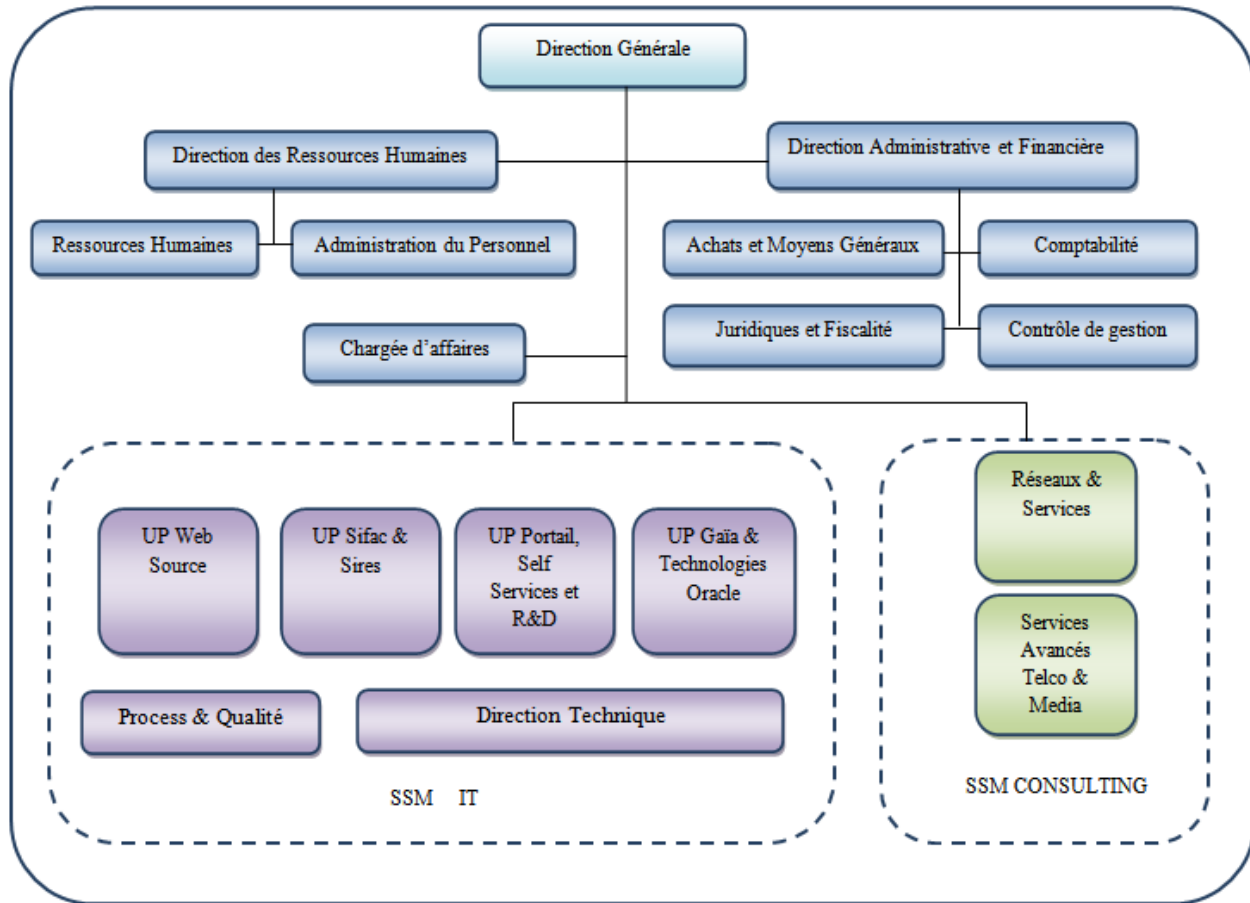 Direction Générale
Direction des Ressources Humaines
Direction Administrative et Financière
Ressources Humaines
Administration du Personnel
Achats et Moyens Généraux
Comptabilité
Juridiques et Fiscalité
Contrôle de gestion
Chargée d'affaires
UP Web
Source
UP Sifac &
Sires
UP Portail,
Self
Services et
R&D
UP Gaïa &
Technologies
Oracle
Process & Qualité
Direction Technique
SSM IT
Réseaux &
Services
Services
Avancés
Telco &
Media
SSM CONSULTING